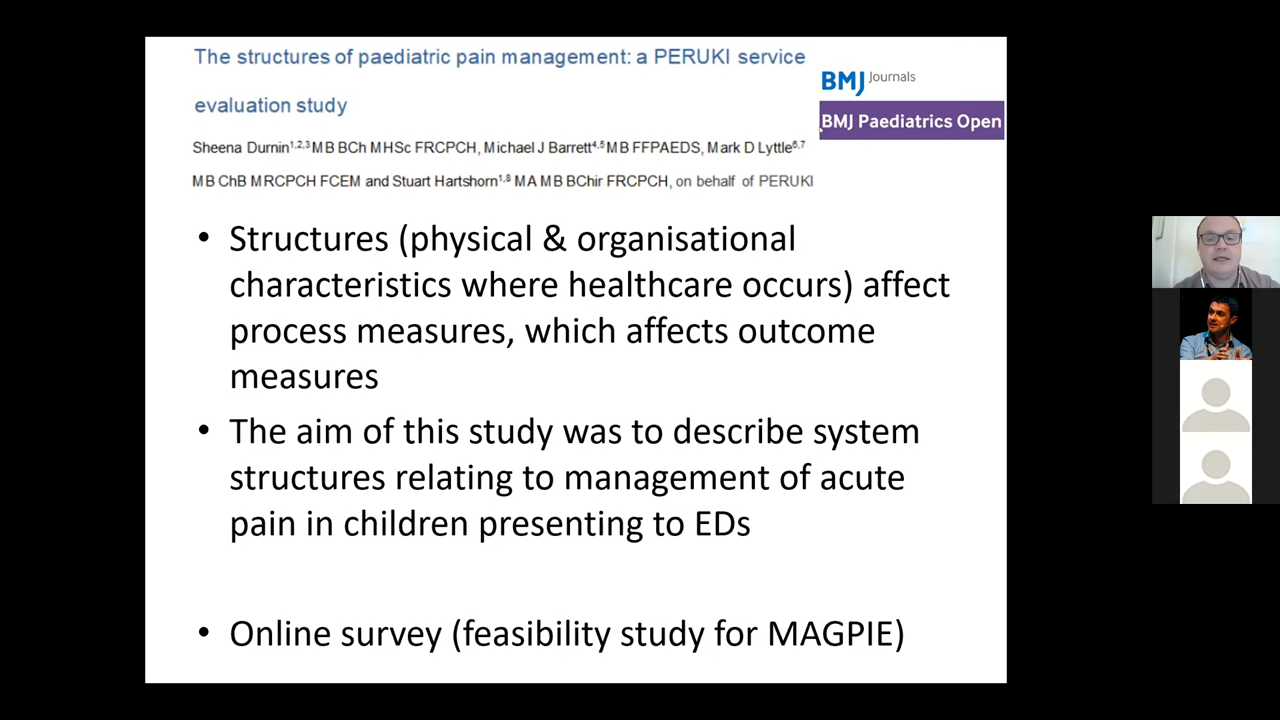 The structures of paediatric pain management: a PERUKI service
evaluation study
BMJ Journals
BMJ Paediatrics Open
Sheena Durnin1,2,3 MB BCh MHSc FRCPCH, Michael J Barrett4,5 MB FFPAEDS, Mark D Lyttle6,7
MB ChB MRCPCH FCEM and Stuart Hartshorn1,8 MA MB BChir FRCPCH, on behalf of PERUKI
• Structures (physical & organisational
characteristics where healthcare occurs) affect
process measures, which affects outcome
measures
• The aim of this study was to describe system
structures relating to management of acute
pain in children presenting to EDs
• Online survey (feasibility study for MAGPIE)